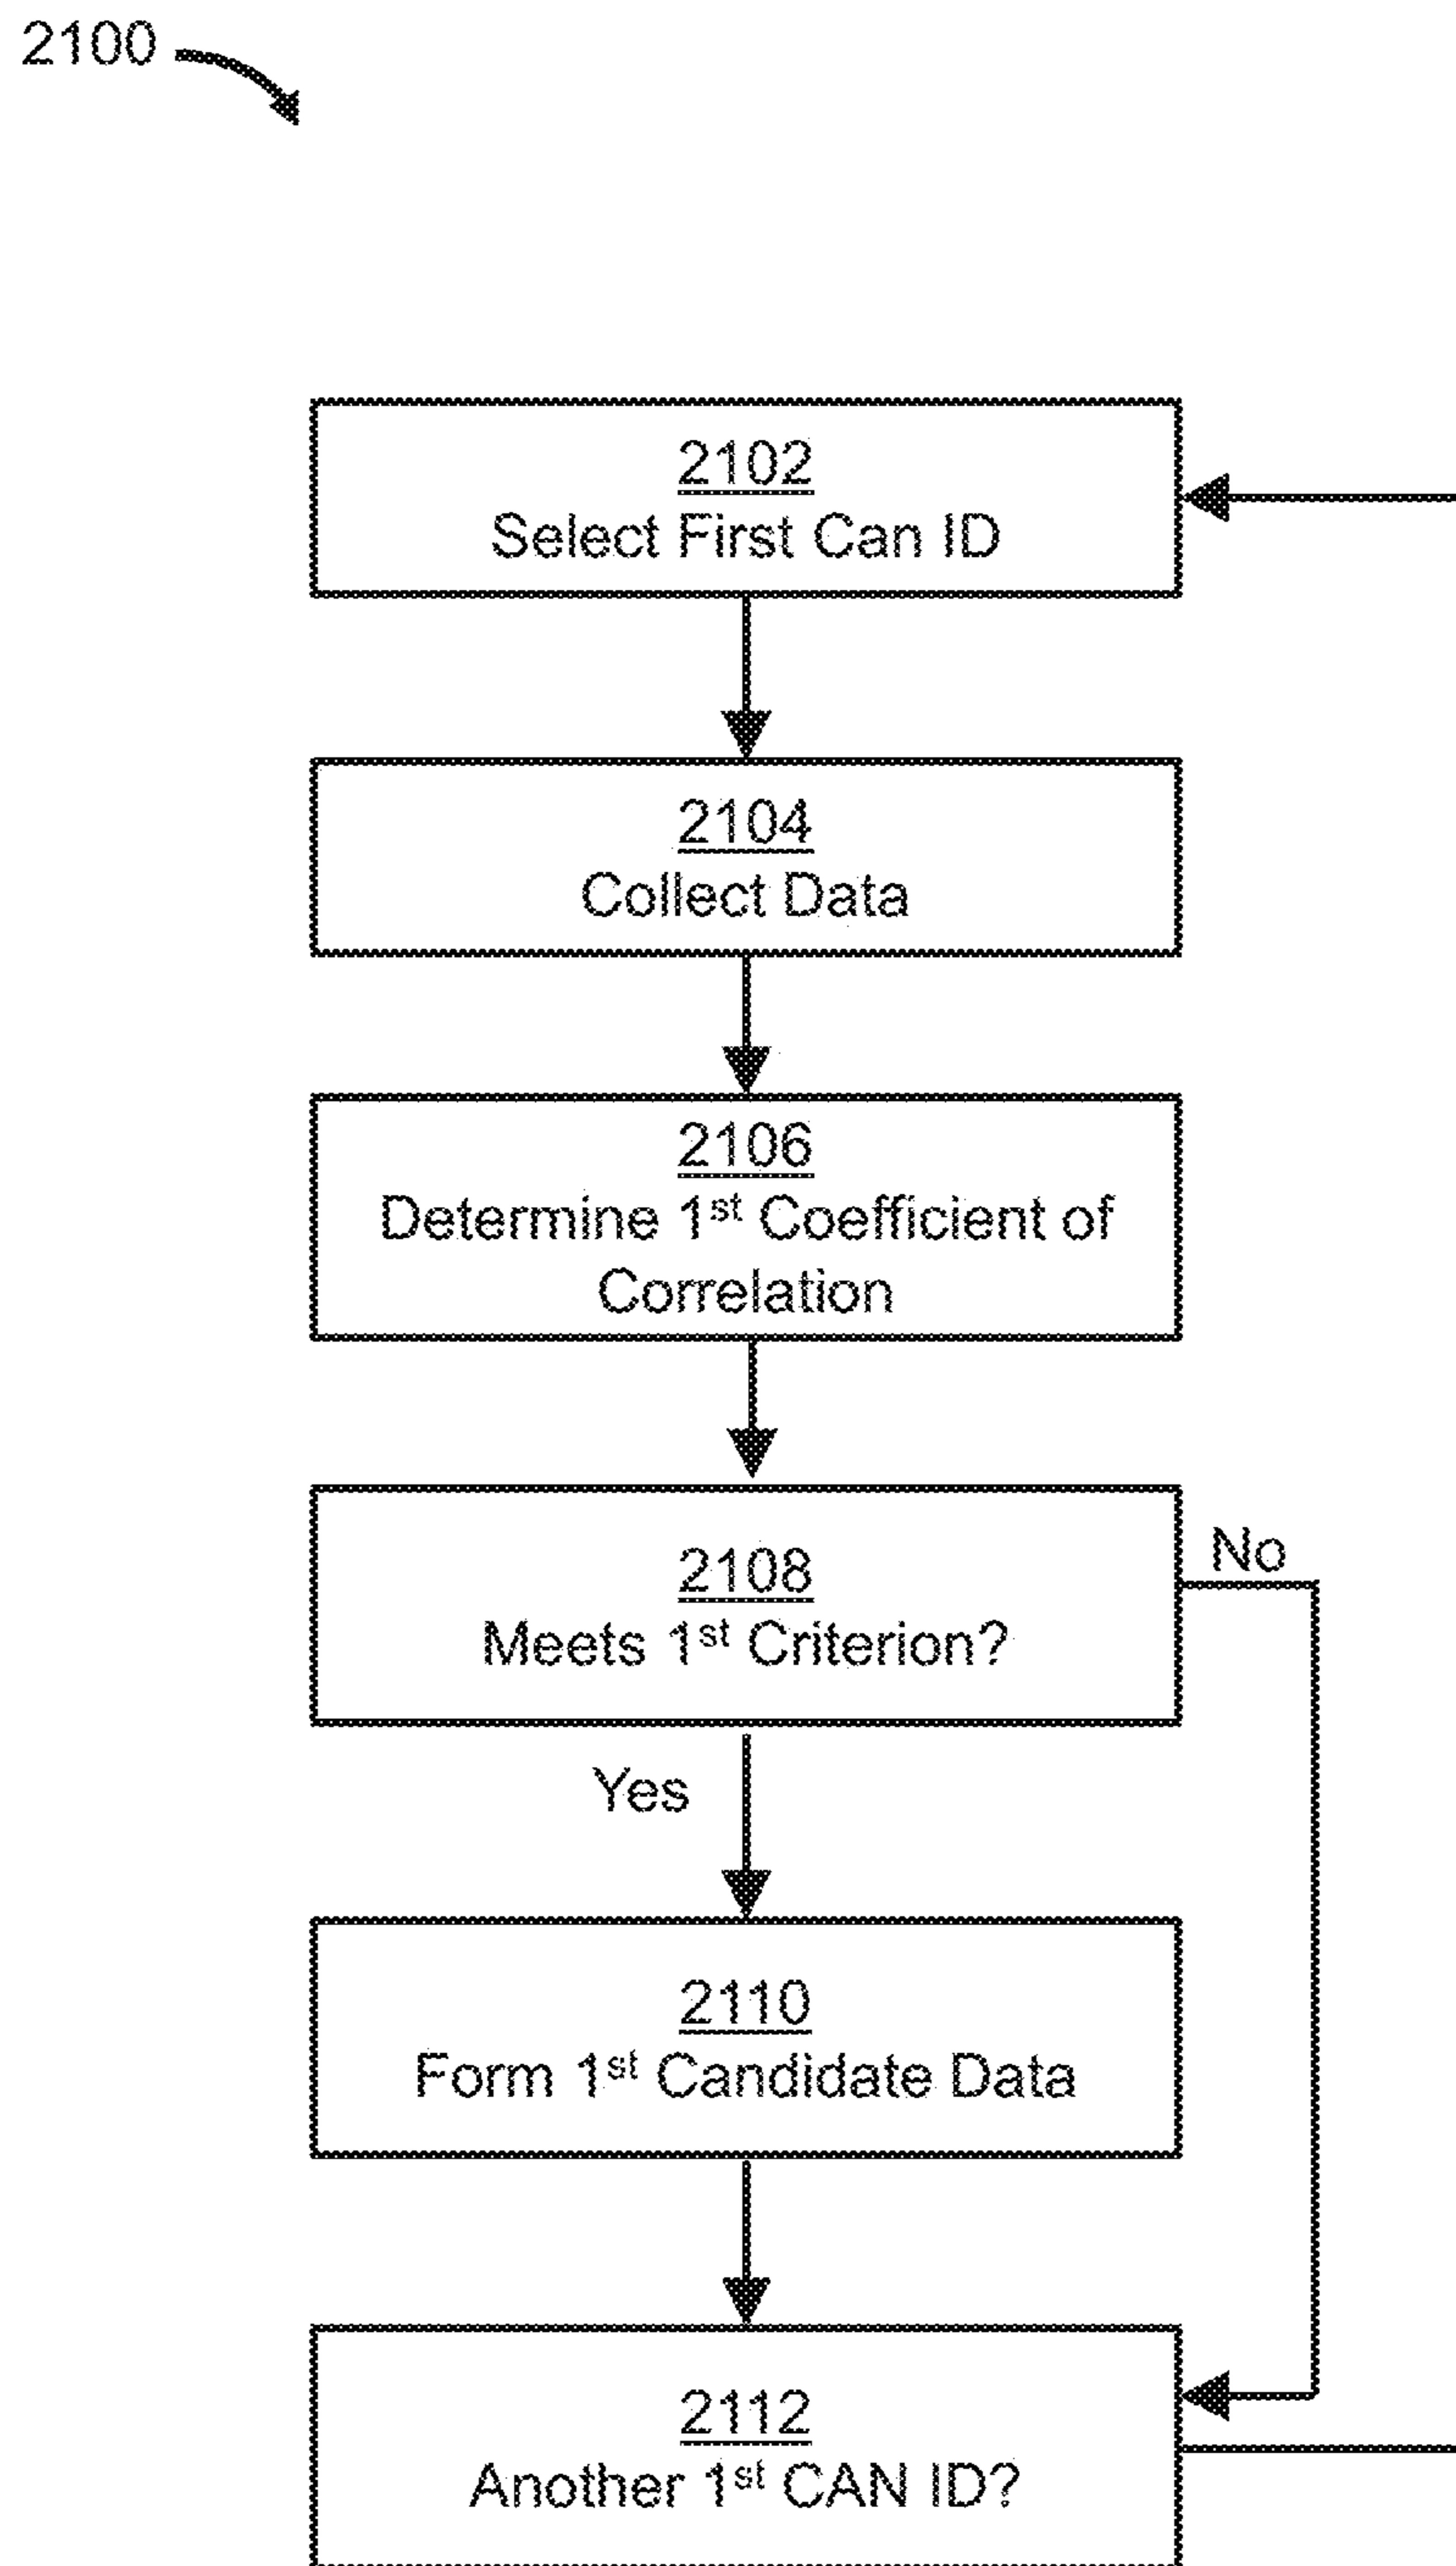 2100
2102
Select First Can ID
2104
Collect Data
2106
Determine 1st Coefficient of
Correlation
2108
Meets 1st Criterion?
No
Yes
2110
Form 1st Candidate Data
2112
Another 1st CAN ID?